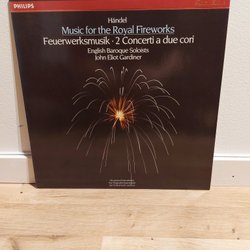 PHILIPS
Händel
Music for the Royal Fireworks
Feuerwerksmusik · 2 Concerti a due cori
English Baroque Soloists
John Eliot Gardiner